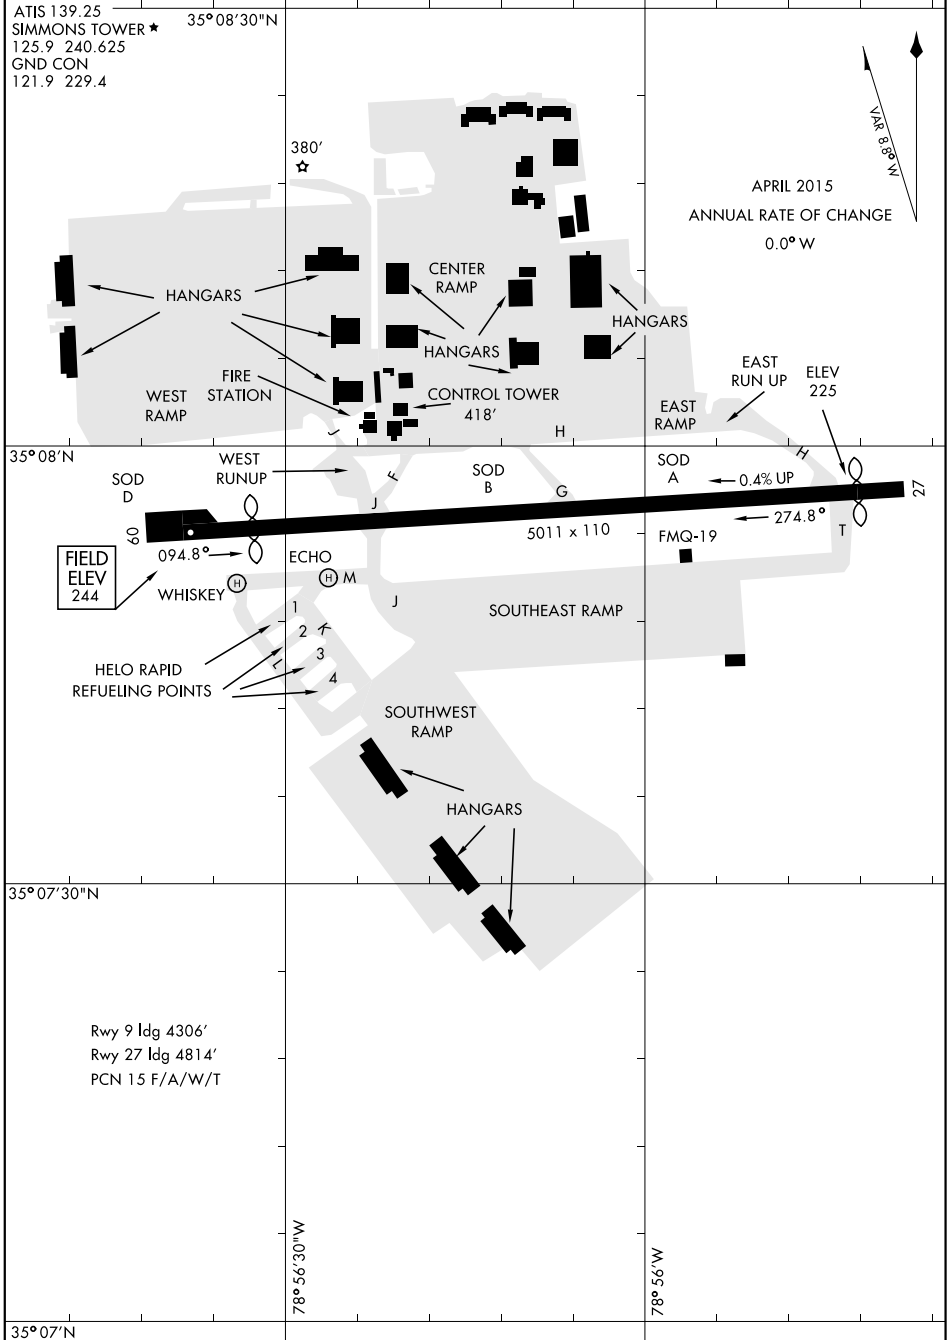 ATIS 139.25
SIMMONS TOWER ★
125.9 240.625
GND CON
121.9 229.4
35° 08'30"N
380'
VAR 8.8° W
APRIL 2015
ANNUAL RATE OF CHANGE
0.0° W
HANGARS
CENTER
RAMP
HANGARS
HANGARS
WEST
RAMP
FIRE
STATION
CONTROL TOWER
418'
EAST
RUN UP
ELEV
225
EAST
RAMP
J
H
H
35° 08'N
SOD
D
WEST
RUNUP
F
SOD
B
SOD
A
0.4% UP
J
G
27
09
5011 x 110
274.8°
T
FMQ-19
094.8°
FIELD
ELEV
244
ECHO
WHISKEY
H
H
M
J
SOUTHEAST RAMP
1
2
K
3
L
4
HELO RAPID
REFUELING POINTS
SOUTHWEST
RAMP
HANGARS
35° 07'30"N
Rwy 9 ldg 4306'
Rwy 27 ldg 4814'
PCN 15 F/A/W/T
78° 56'30"W
78° 56'W
35° 07'N